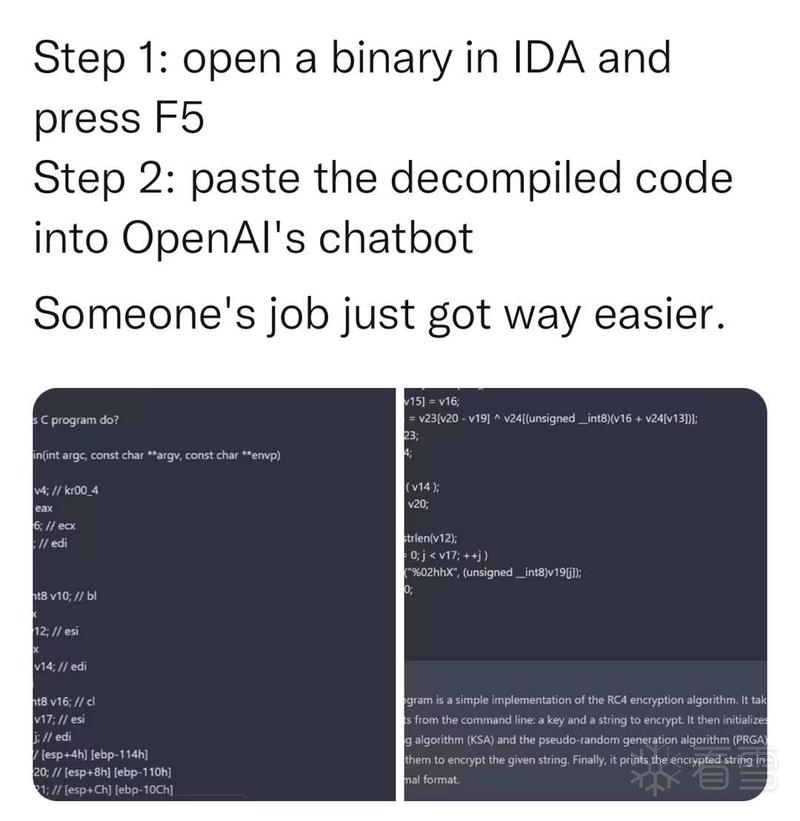 Step 1: open a binary in IDA and
press F5
Step 2: paste the decompiled code
into OpenAI's chatbot
Someone's job just got way easier.
s C program do?
in(int argc, const char **argv, const char **envp)
v4; // kr00_4
eax
6; // ecx
; // edi
nt8 v10; // bl
x
12; // esi
x
v14; // edi
nt8 v16; // cl
v17; // esi
j; // edi
/ [esp+4h] [ebp-114h]
20; // [esp+8h] [ebp-110h]
21; // [esp+Ch] [ebp-10Ch]
v15] = v16;
= v23[v20 - v19] ^ v24[(unsigned __int8)(v16 + v24[v13])];
23;
4;
( v14 );
v20;
strlen(v12);
= 0; j < v17; ++j )
("%02hhX", (unsigned __int8)v19[j]);
0;
ogram is a simple implementation of the RC4 encryption algorithm. It tak
ts from the command line: a key and a string to encrypt. It then initializes
g algorithm (KSA) and the pseudo-random generation algorithm (PRGA)
them to encrypt the given string. Finally, it prints the encrypted string in
mal format.
看雪